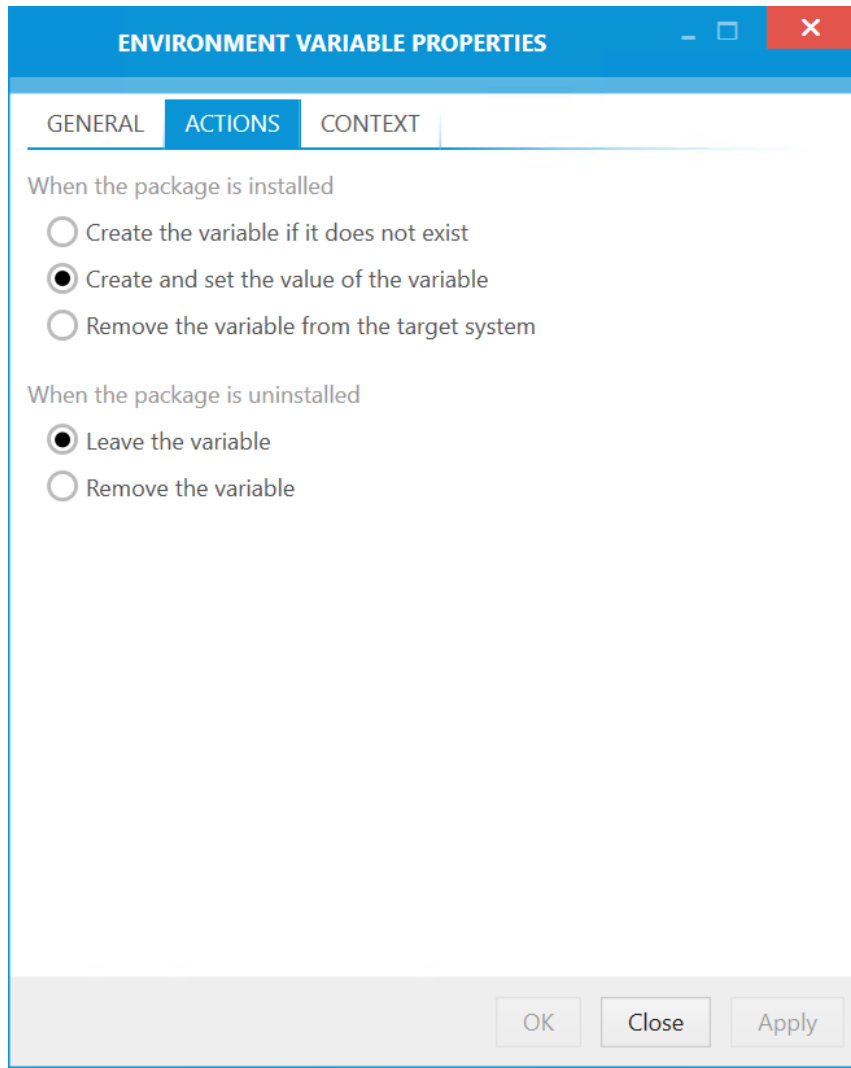 ENVIRONMENT VARIABLE PROPERTIES
GENERAL ACTIONS CONTEXT
When the package is installed
Create the variable if it does not exist
Create and set the value of the variable
Remove the variable from the target system
When the package is uninstalled
Leave the variable
Remove the variable
OK Close Apply